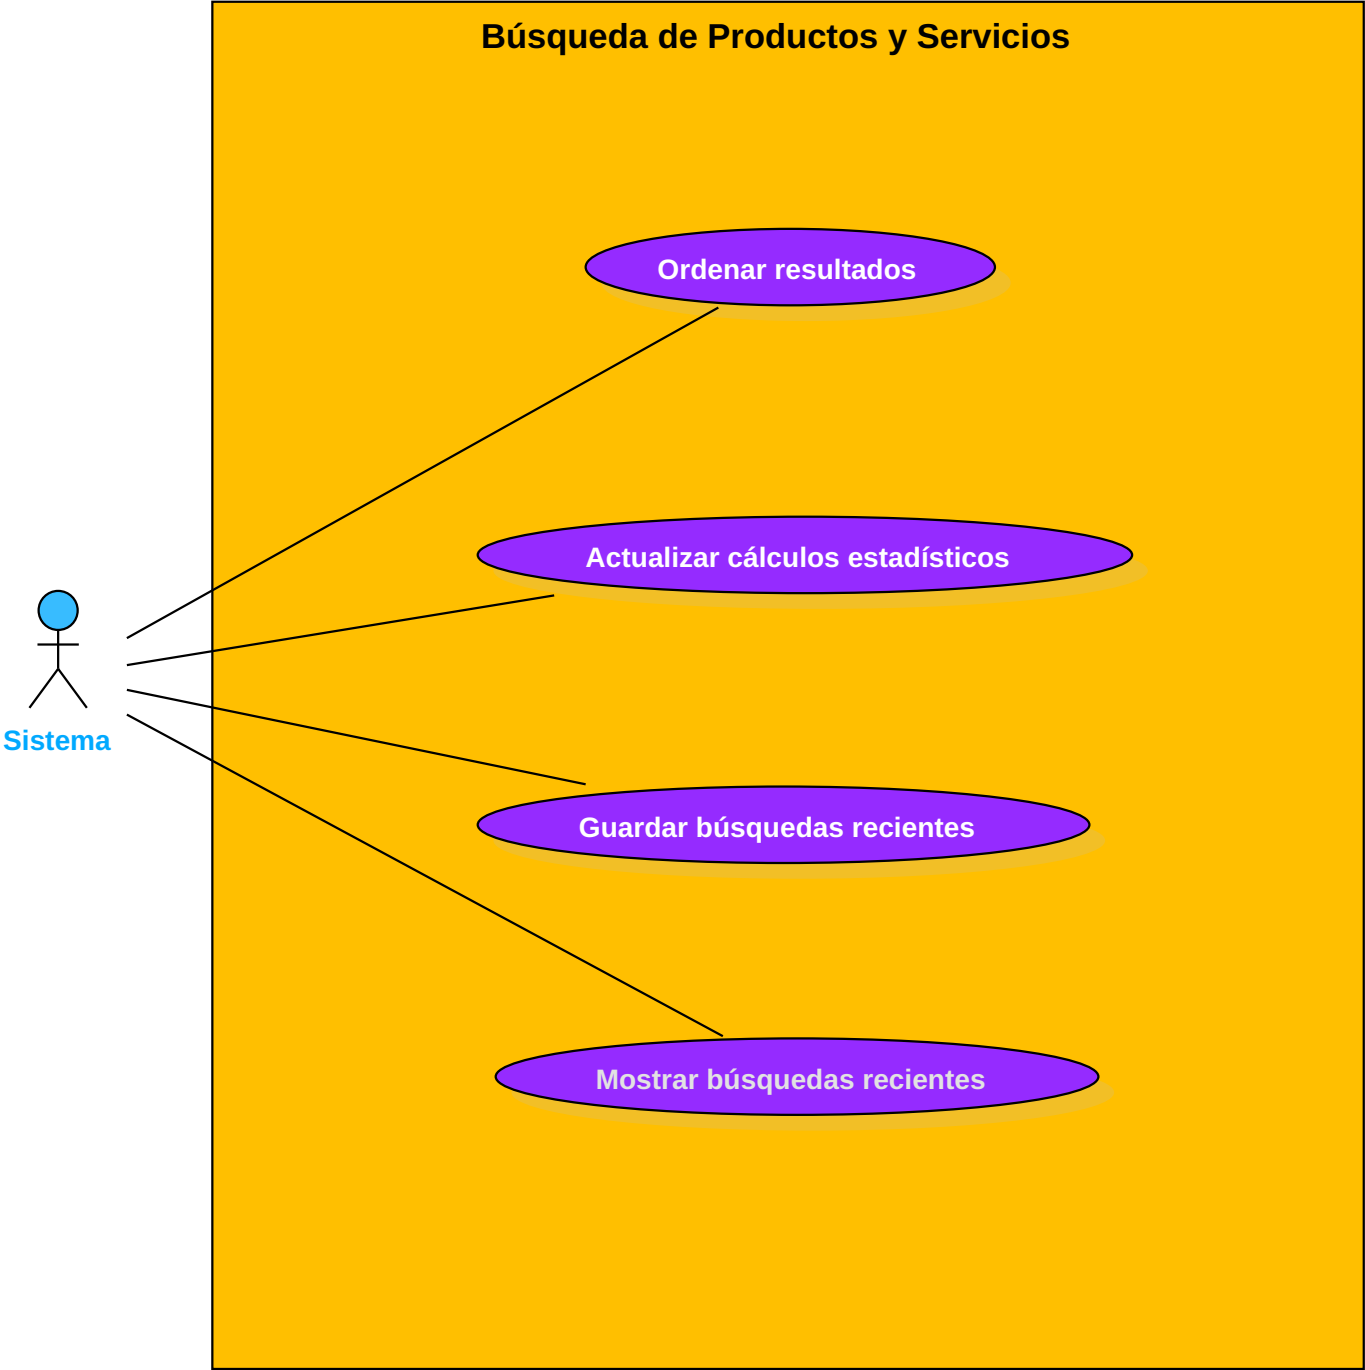 Búsqueda de Productos y Servicios
Ordenar resultados
Actualizar cálculos estadísticos
Sistema
Guardar búsquedas recientes
Mostrar búsquedas recientes